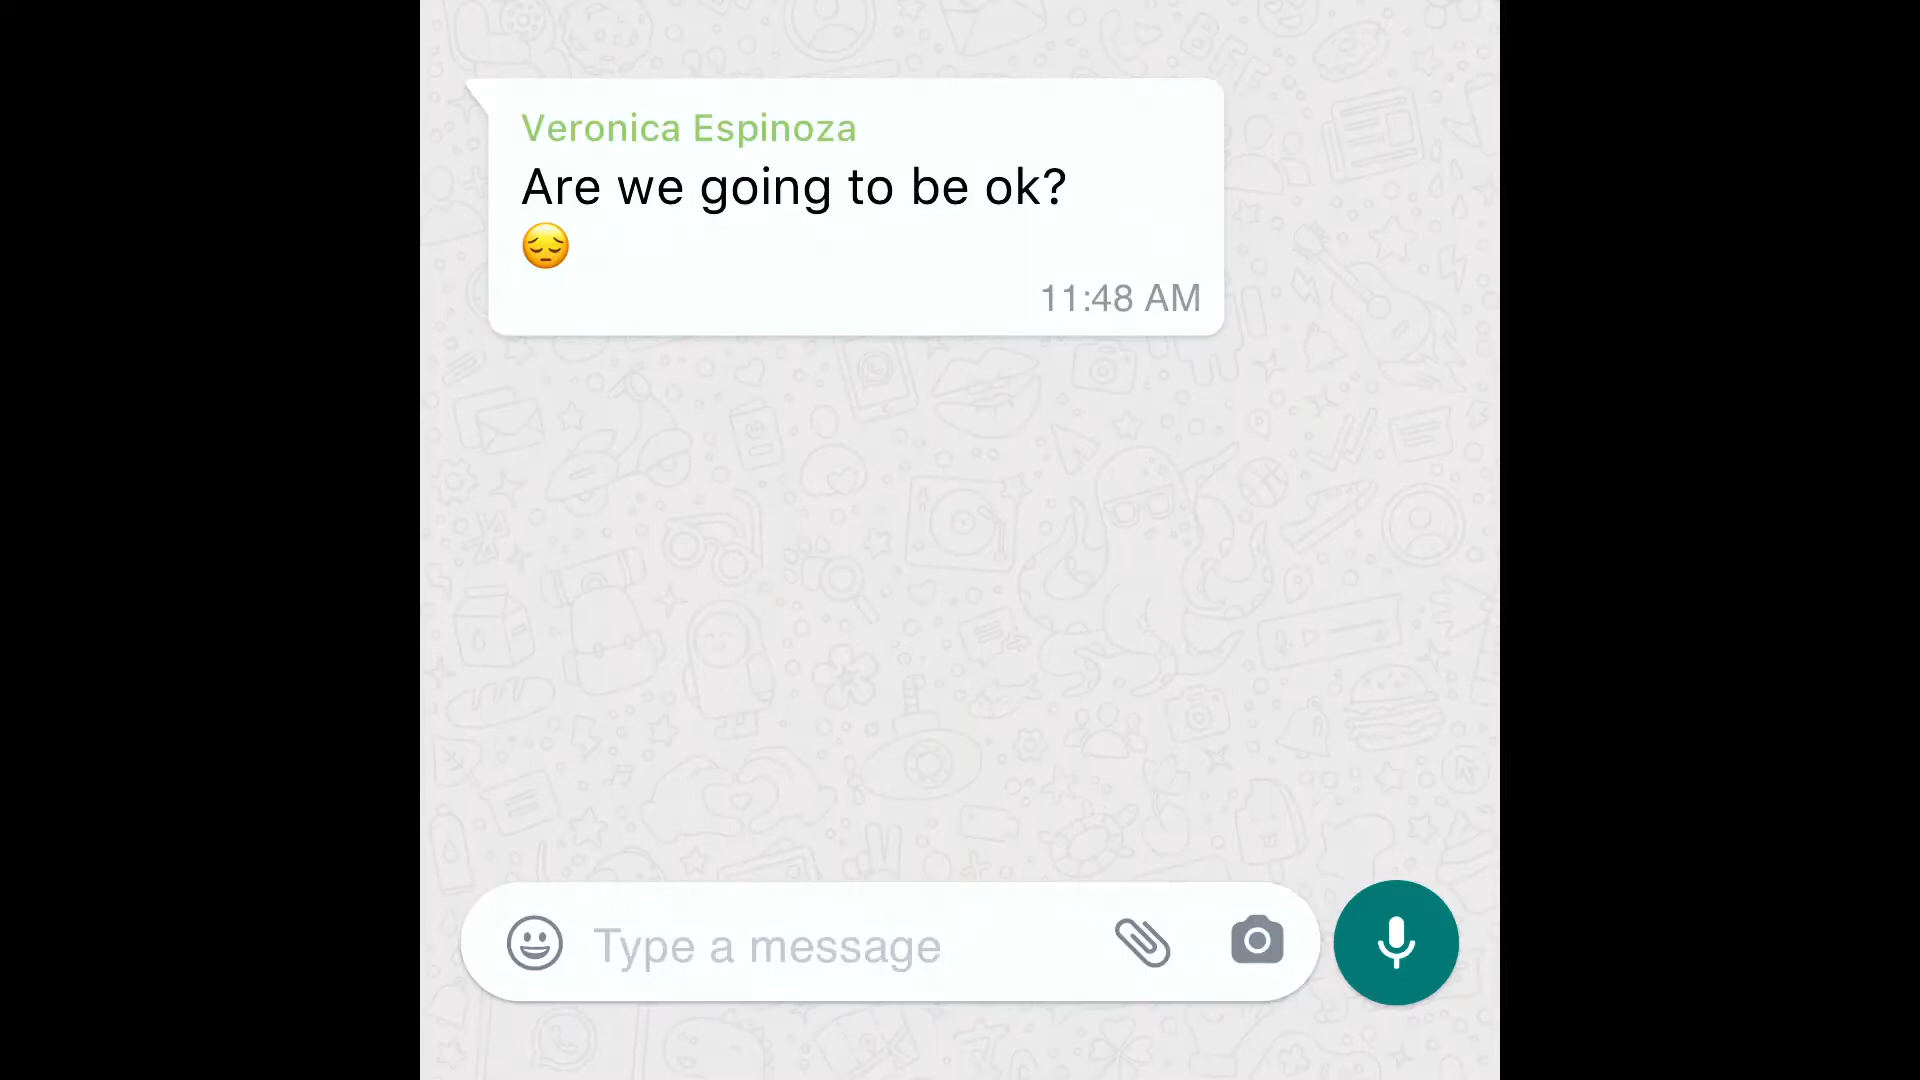 Veronica Espinoza
Are we going to be ok?
😔
11:48 AM
Type a message